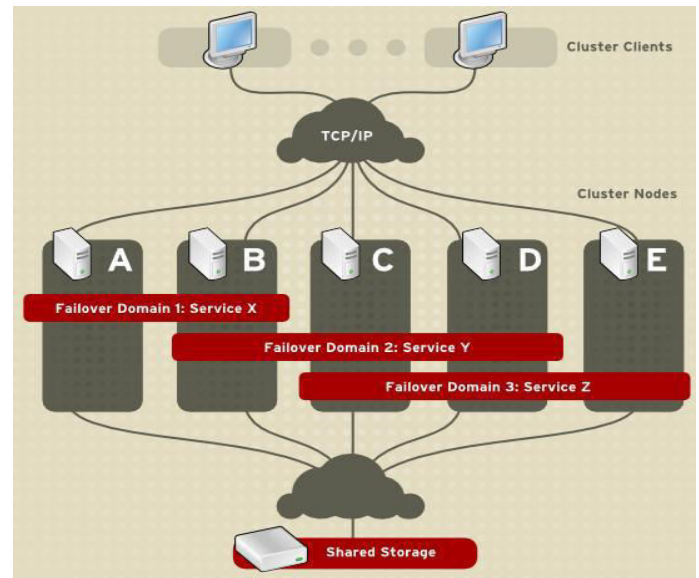 Cluster Clients
TCP/IP
Cluster Nodes
A B C D E
Failover Domain 1: Service X
Failover Domain 2: Service Y
Failover Domain 3: Service Z
Shared Storage